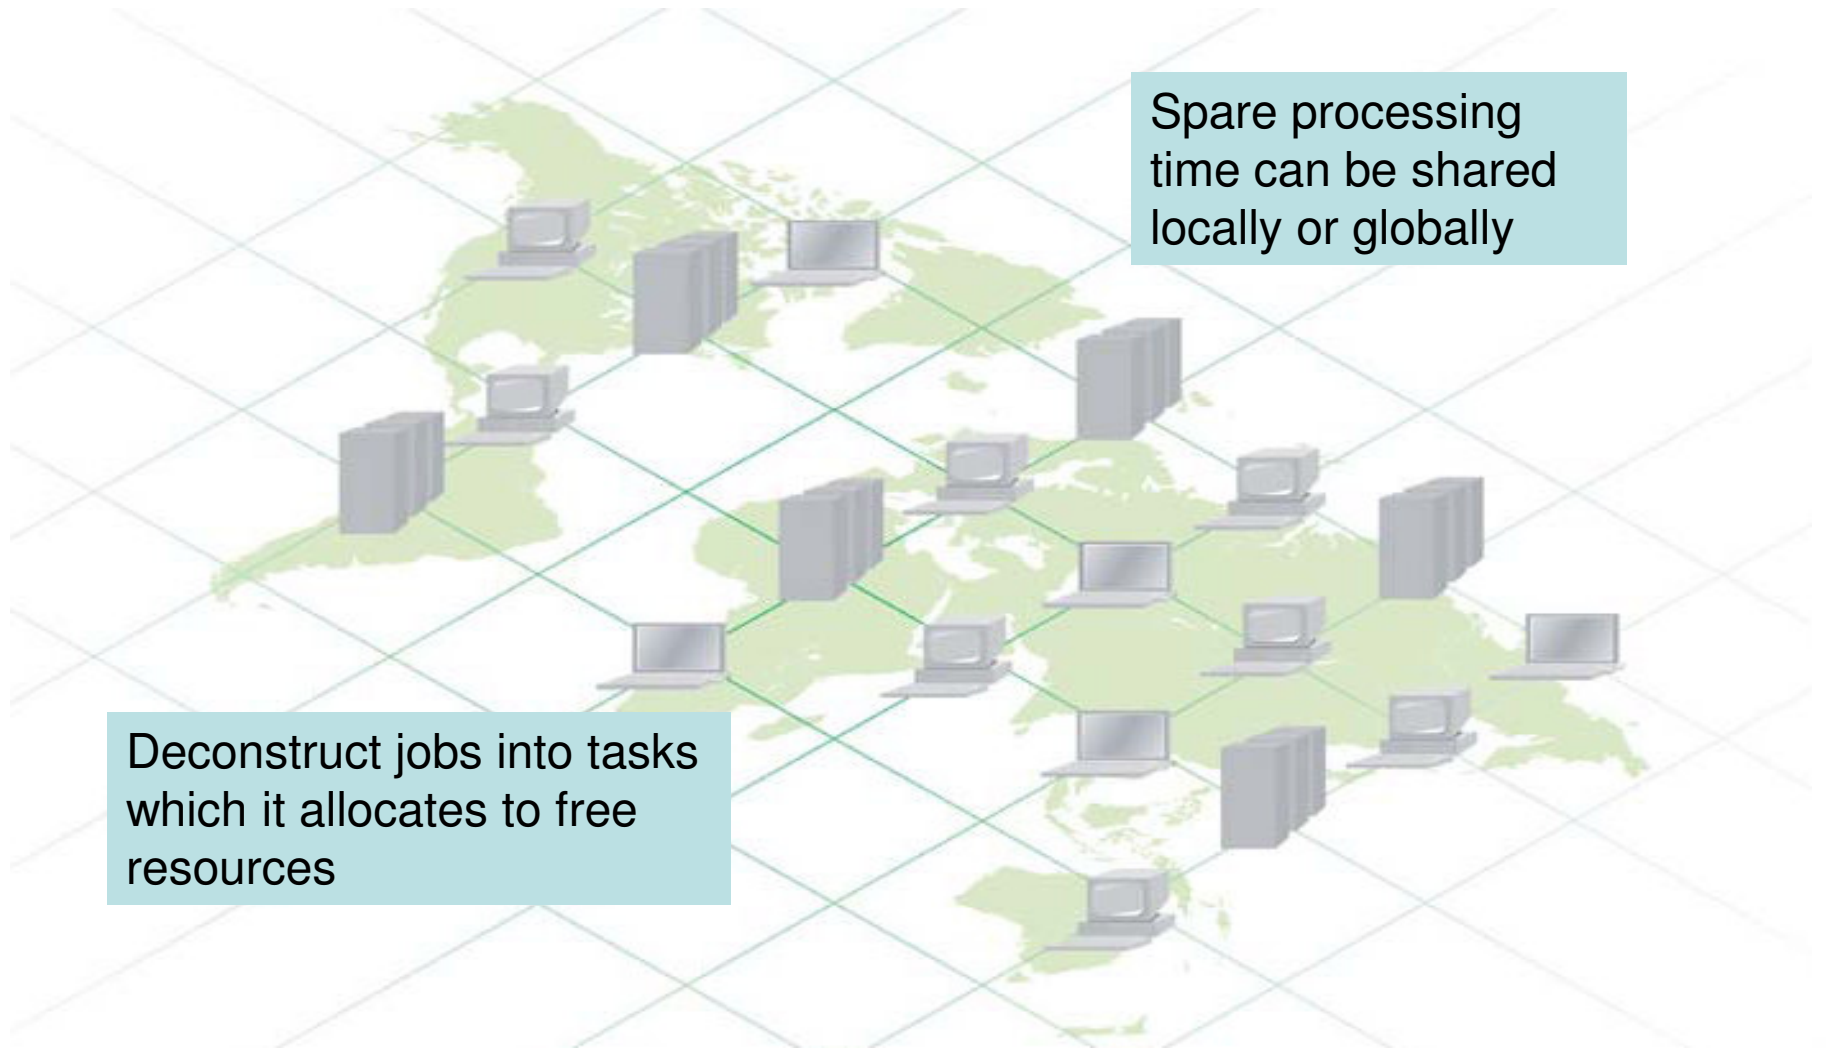 Spare processing
time can be shared
locally or globally
Deconstruct jobs into tasks
which it allocates to free
resources